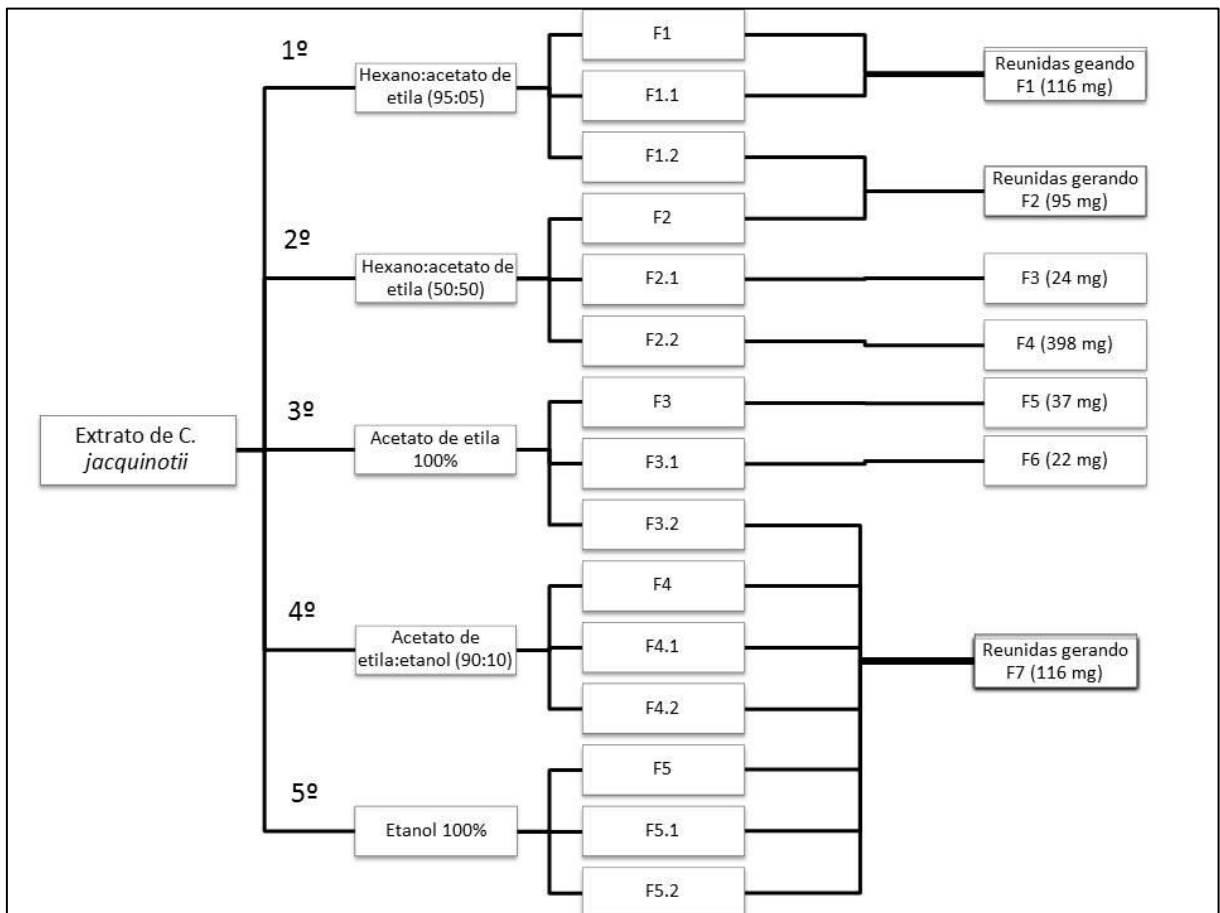 1º
Hexano:acetato de
etila (95:05)
F1
F1.1
F1.2
Reunidas geando
F1 (116 mg)
Reunidas gerando
F2 (95 mg)
2º
Hexano:acetato de
etila (50:50)
F2
F2.1
F2.2
F3 (24 mg)
F4 (398 mg)
Extrato de C.
jacquinotii
3º
Acetato de etila
100%
F3
F3.1
F3.2
F5 (37 mg)
F6 (22 mg)
4º
Acetato de
etila:etanol (90:10)
F4
F4.1
F4.2
Reunidas gerando
F7 (116 mg)
5º
Etanol 100%
F5
F5.1
F5.2